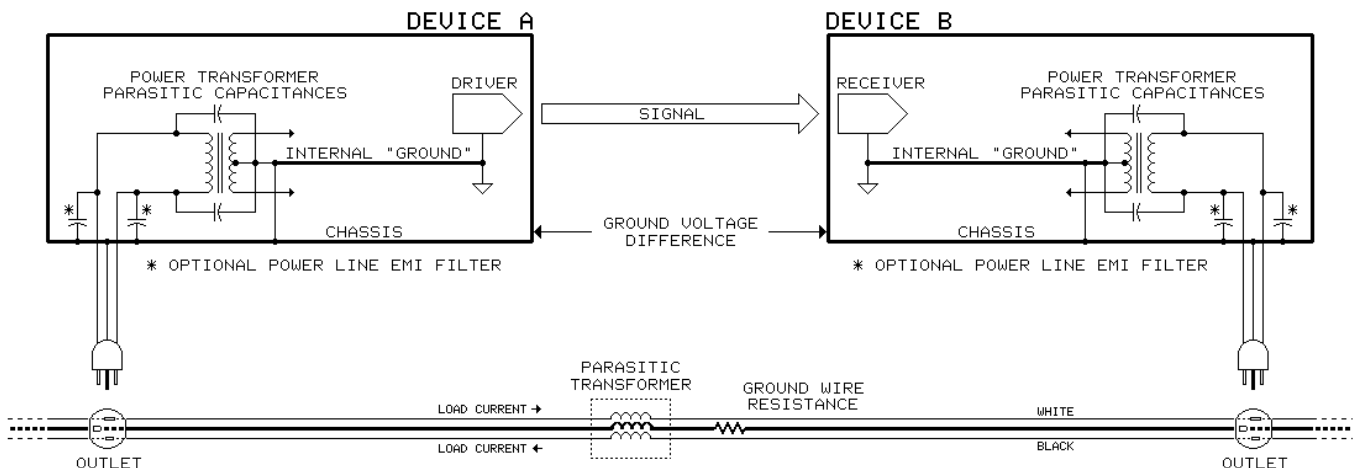 DEVICE A
DEVICE B
POWER TRANSFORMER
PARASITIC CAPACITANCES
DRIVER
SIGNAL
RECEIVER
POWER TRANSFORMER
PARASITIC CAPACITANCES
INTERNAL "GROUND"
INTERNAL "GROUND"
*
*
*
*
CHASSIS
GROUND VOLTAGE
DIFFERENCE
CHASSIS
* OPTIONAL POWER LINE EMI FILTER
* OPTIONAL POWER LINE EMI FILTER
PARASITIC
TRANSFORMER
GROUND WIRE
RESISTANCE
LOAD CURRENT
WHITE
LOAD CURRENT
BLACK
OUTLET
OUTLET